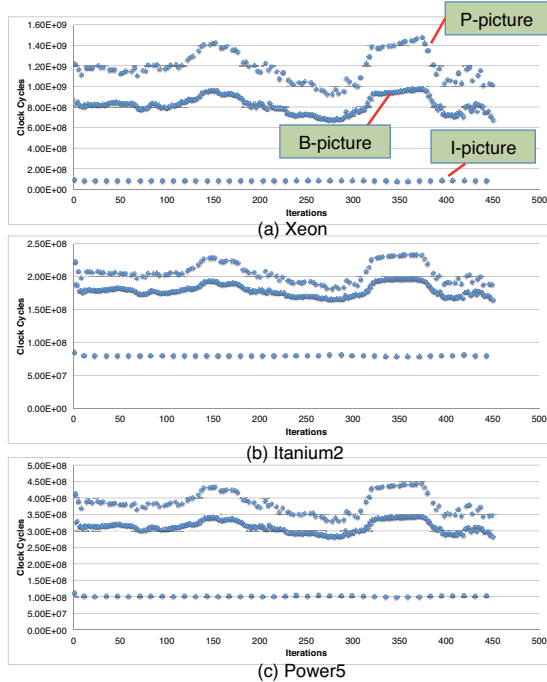 P-picture
1.60E+09
1.40E+09
1.20E+09
1.00E+09
8.00E+08
6.00E+08
4.00E+08
2.00E+08
0.00E+00
Clock Cycles
B-picture
I-picture
0 50 100 150 200 250 300 350 400 450 500
Iterations
(a) Xeon
2.50E+08
2.00E+08
1.50E+08
1.00E+08
5.00E+07
0.00E+00
Clock Cycles
0 50 100 150 200 250 300 350 400 450 500
Iterations
(b) Itanium2
5.00E+08
4.50E+08
4.00E+08
3.50E+08
3.00E+08
2.50E+08
2.00E+08
1.50E+08
1.00E+08
5.00E+07
0.00E+00
Clock Cycles
0 50 100 150 200 250 300 350 400 450 500
Iterations
(c) Power5